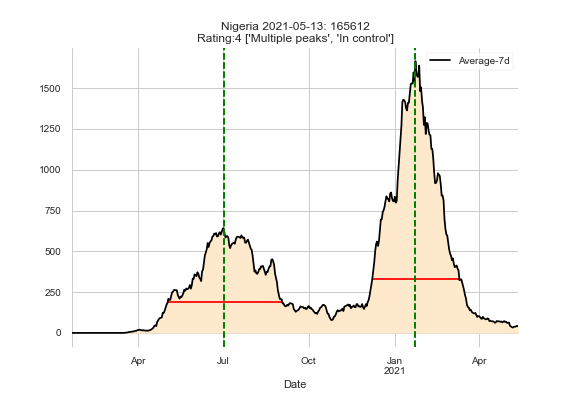 Nigeria 2021-05-13: 165612
Rating:4 ['Multiple peaks', 'In control']
Average-7d
1500
1250
1000
750
500
250
0
Apr Jul Oct Jan Apr
2021
Date